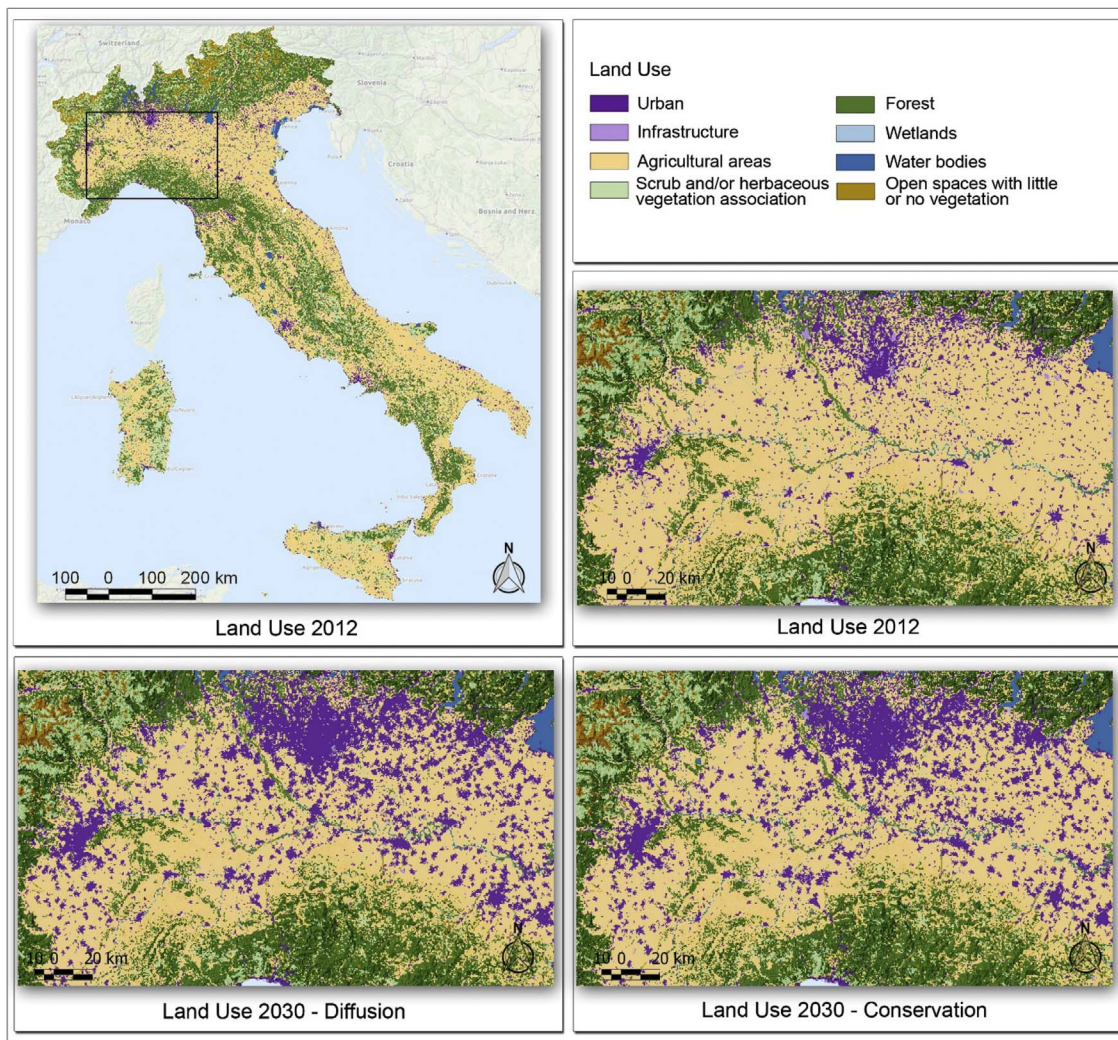 Switzerland
Slovenia
Croatia
Bosnia and Herz.
Monaco
N
100 0 100 200 km
Land Use 2012
Land Use
Urban
Infrastructure
Agricultural areas
Scrub and/or herbaceous
vegetation association
Forest
Wetlands
Water bodies
Open spaces with little
or no vegetation
N
10 0 20 km
Land Use 2012
N
10 0 20 km
Land Use 2030 - Diffusion
N
10 0 20 km
Land Use 2030 - Conservation